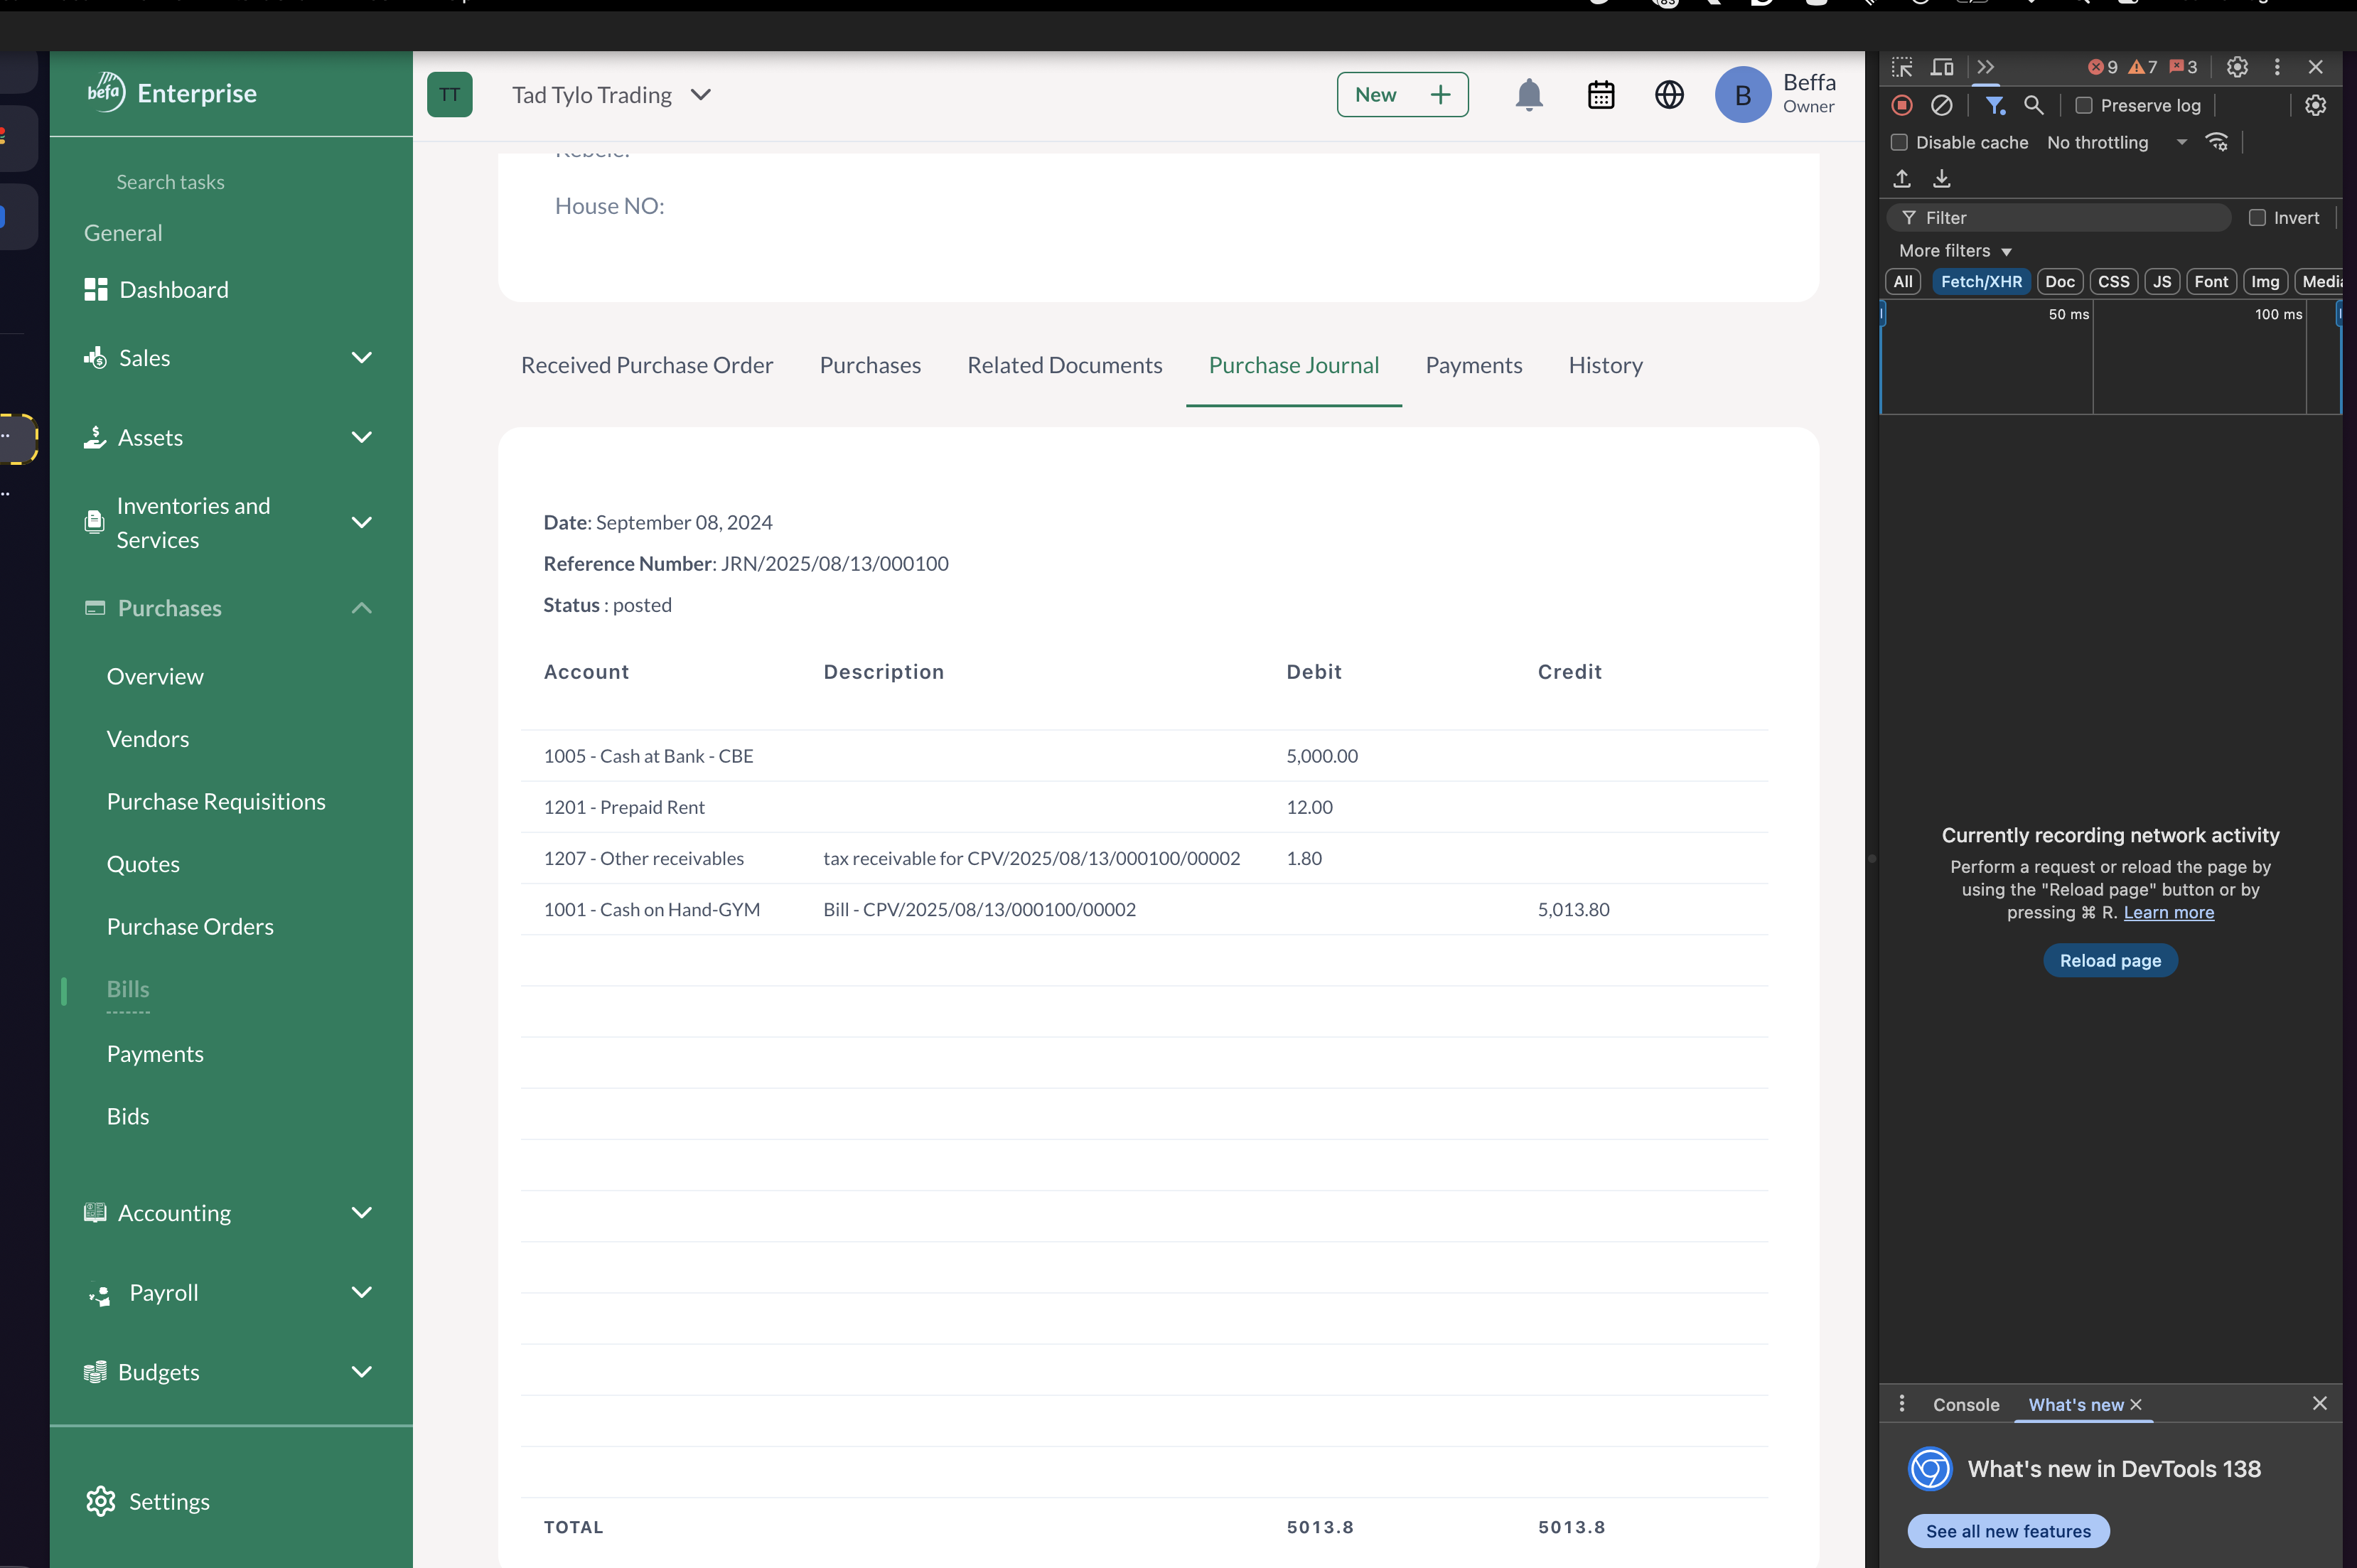 befa Enterprise
Search tasks
General
Dashboard
Sales
Assets
Inventories and
Services
Purchases
Overview
Vendors
Purchase Requisitions
Quotes
Purchase Orders
Bills
Payments
Bids
Accounting
Payroll
Budgets
Settings
TT Tad Tylo Trading
New +
B
Beffa
Owner
House NO:
Received Purchase Order Purchases Related Documents Purchase Journal Payments History
Date: September 08, 2024
Reference Number: JRN/2025/08/13/000100
Status : posted
Account Description Debit Credit
1005 - Cash at Bank - CBE 5,000.00
1201 - Prepaid Rent 12.00
1207 - Other receivables tax receivable for CPV/2025/08/13/000100/00002 1.80
1001 - Cash on Hand-GYM Bill - CPV/2025/08/13/000100/00002 5,013.80
TOTAL 5013.8 5013.8
9 7 3
Preserve log
Disable cache No throttling
Filter Invert
More filters
All Fetch/XHR Doc CSS JS Font Img
50 ms 100 ms
Currently recording network activity
Perform a request or reload the page by
using the "Reload page" button or by
pressing ⌘ R. Learn more
Reload page
Console What's new
What's new in DevTools 138
See all new features